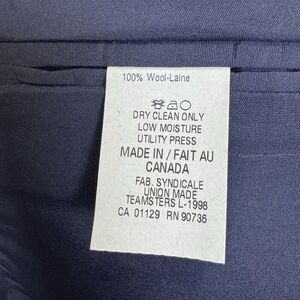 100% Wool-Laine
DRY CLEAN ONLY
LOW MOISTURE
UTILITY PRESS
MADE IN / FAIT AU
CANADA
FAB. SYNDICALE
UNION MADE
TEAMSTERS L-1998
CA 01129 RN 90736